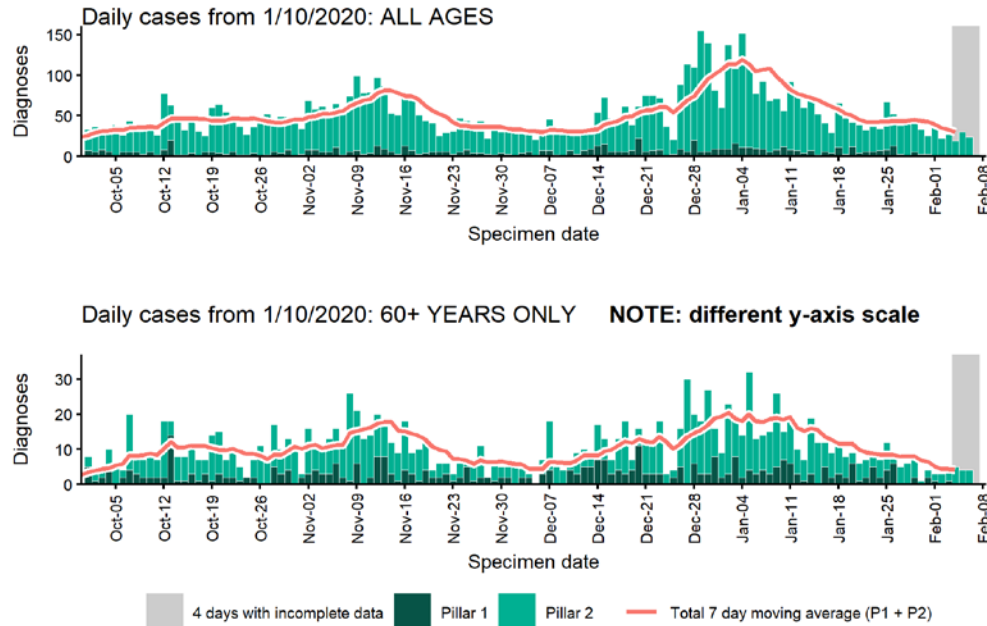 Daily cases from 1/10/2020: ALL AGES
150
100
50
0
Diagnoses
Oct-05
Oct-12
Oct-19
Oct-26
Nov-02
Nov-09
Nov-16
Nov-23
Nov-30
Dec-07
Dec-14
Dec-21
Dec-28
Jan-04
Jan-11
Jan-18
Jan-25
Feb-01
Feb-08
Specimen date
Daily cases from 1/10/2020: 60+ YEARS ONLY NOTE: different y-axis scale
30
20
10
0
Diagnoses
Oct-05
Oct-12
Oct-19
Oct-26
Nov-02
Nov-09
Nov-16
Nov-23
Nov-30
Dec-07
Dec-14
Dec-21
Dec-28
Jan-04
Jan-11
Jan-18
Jan-25
Feb-01
Feb-08
Specimen date
4 days with incomplete data Pillar 1 Pillar 2 Total 7 day moving average (P1 + P2)